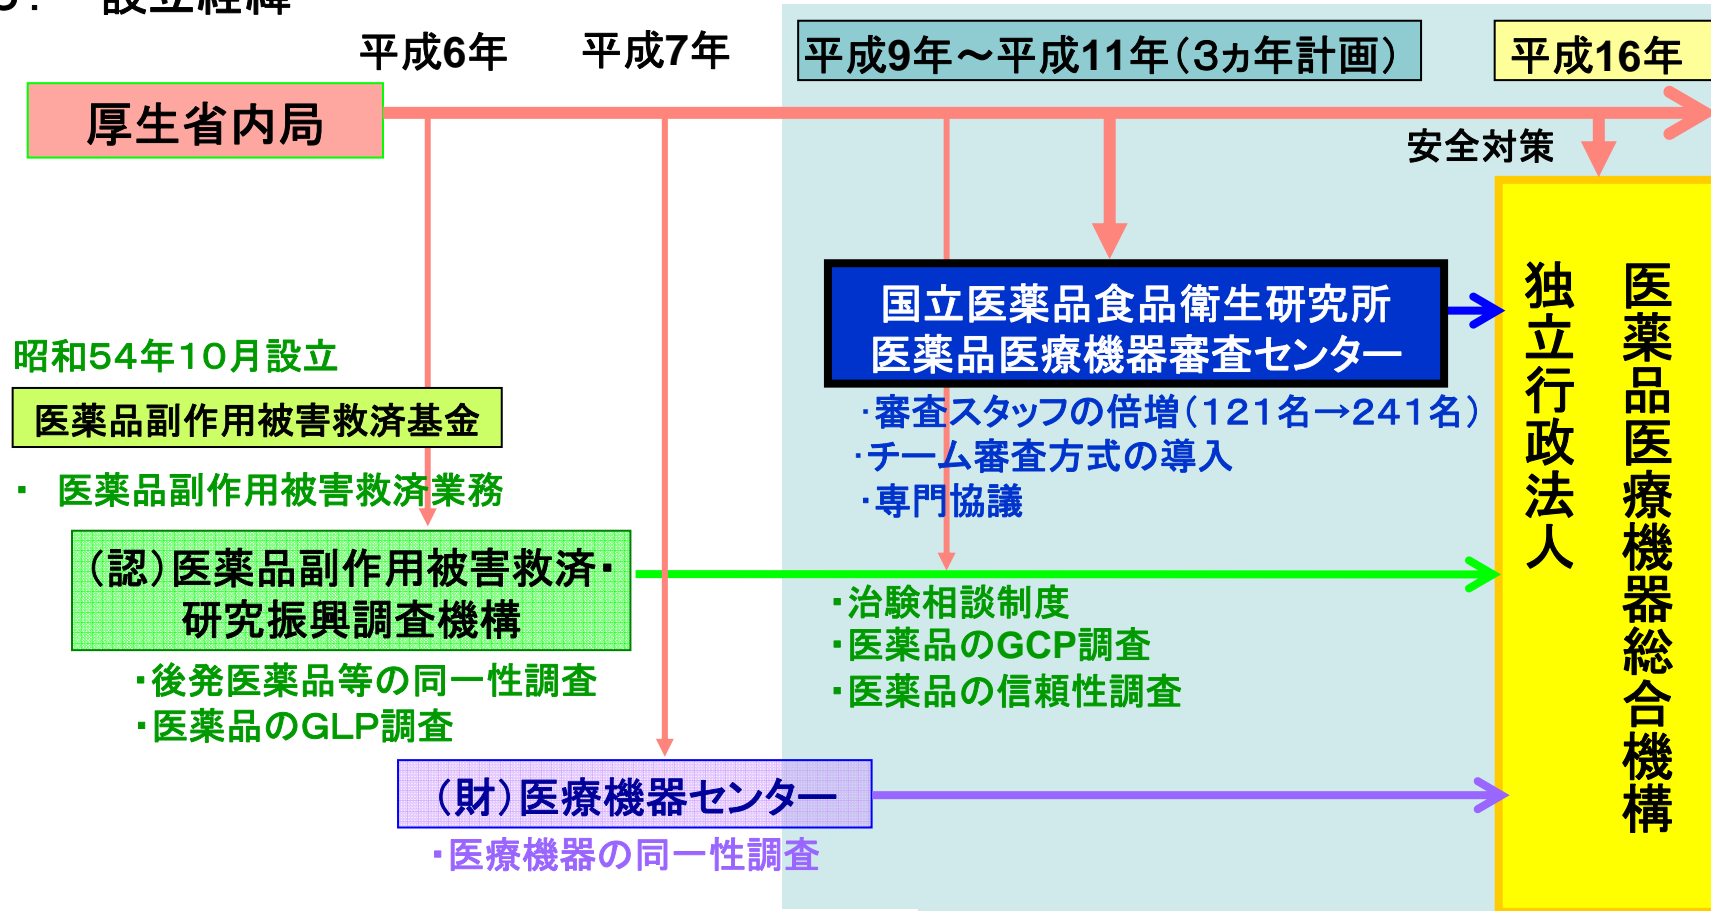 設立経緯
平成6年
平成7年
平成9年~平成11年(3ヵ年計画)
平成16年
厚生省内局
安全対策
国立医薬品食品衛生研究所
医薬品医療機器審査センター
・審査スタッフの倍増(121名→241名)
・チーム審査方式の導入
・専門協議
昭和54年10月設立
医薬品副作用被害救済基金
・ 医薬品副作用被害救済業務
(認)医薬品副作用被害救済・
研究振興調査機構
・後発医薬品等の同一性調査
・医薬品のGLP調査
・治験相談制度
・医薬品のGCP調査
・医薬品の信頼性調査
(財)医療機器センター
・医療機器の同一性調査
独立行政法人
医薬品医療機器総合機構